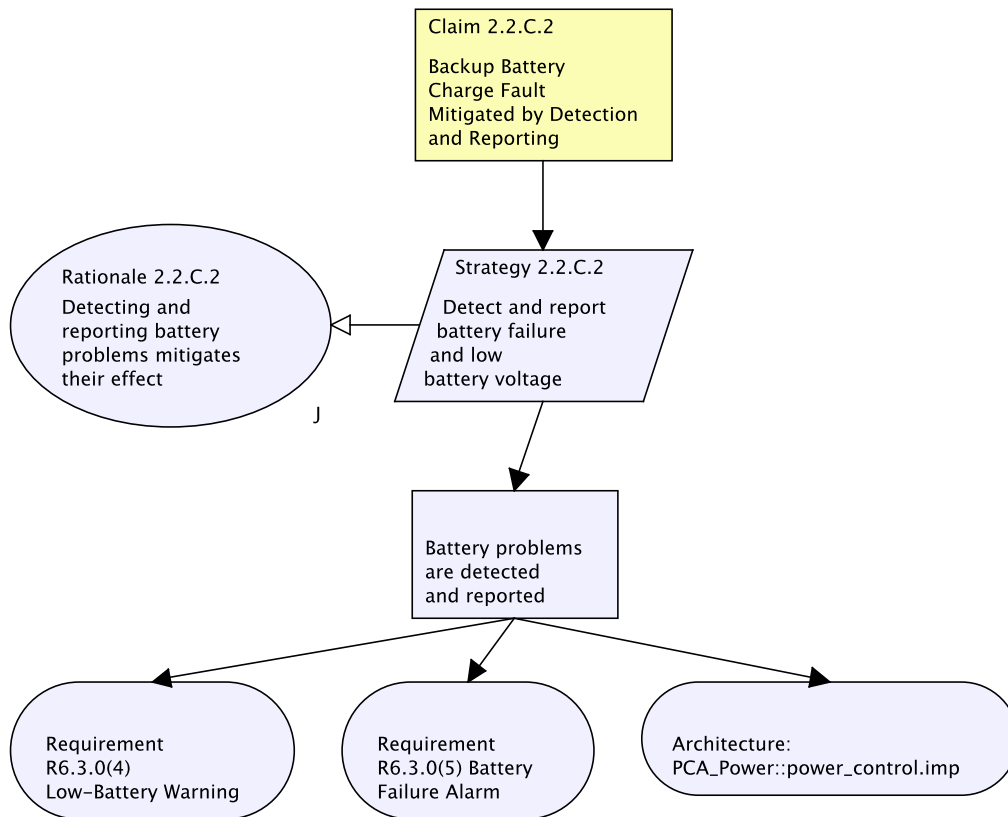 Claim 2.2.C.2
Backup Battery
Charge Fault
Mitigated by Detection
and Reporting
Rationale 2.2.C.2
Detecting and
reporting battery
problems mitigates
their effect
J
Strategy 2.2.C.2
Detect and report
battery failure
and low
battery voltage
Battery problems
are detected
and reported
Requirement
R6.3.0(4)
Low-Battery Warning
Requirement
R6.3.0(5) Battery
Failure Alarm
Architecture:
PCA_Power::power_control.imp